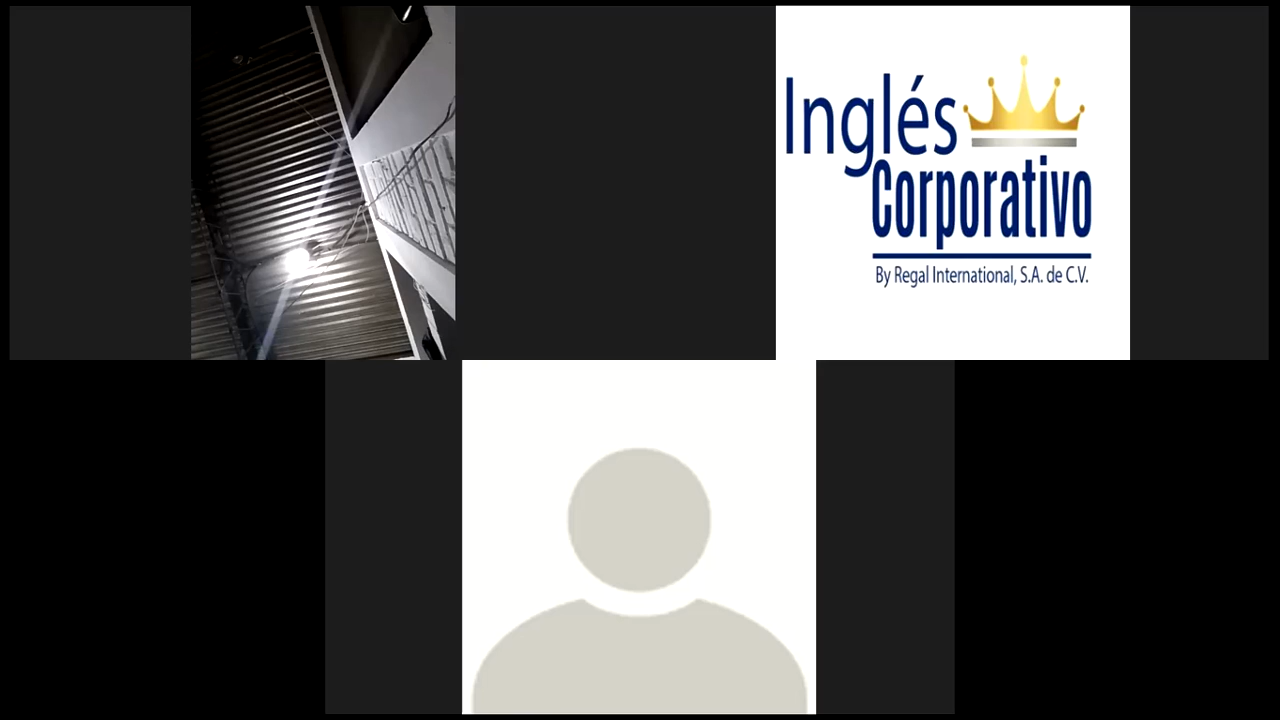 Inglés
Corporativo
By Regal International, S.A. de C.V.